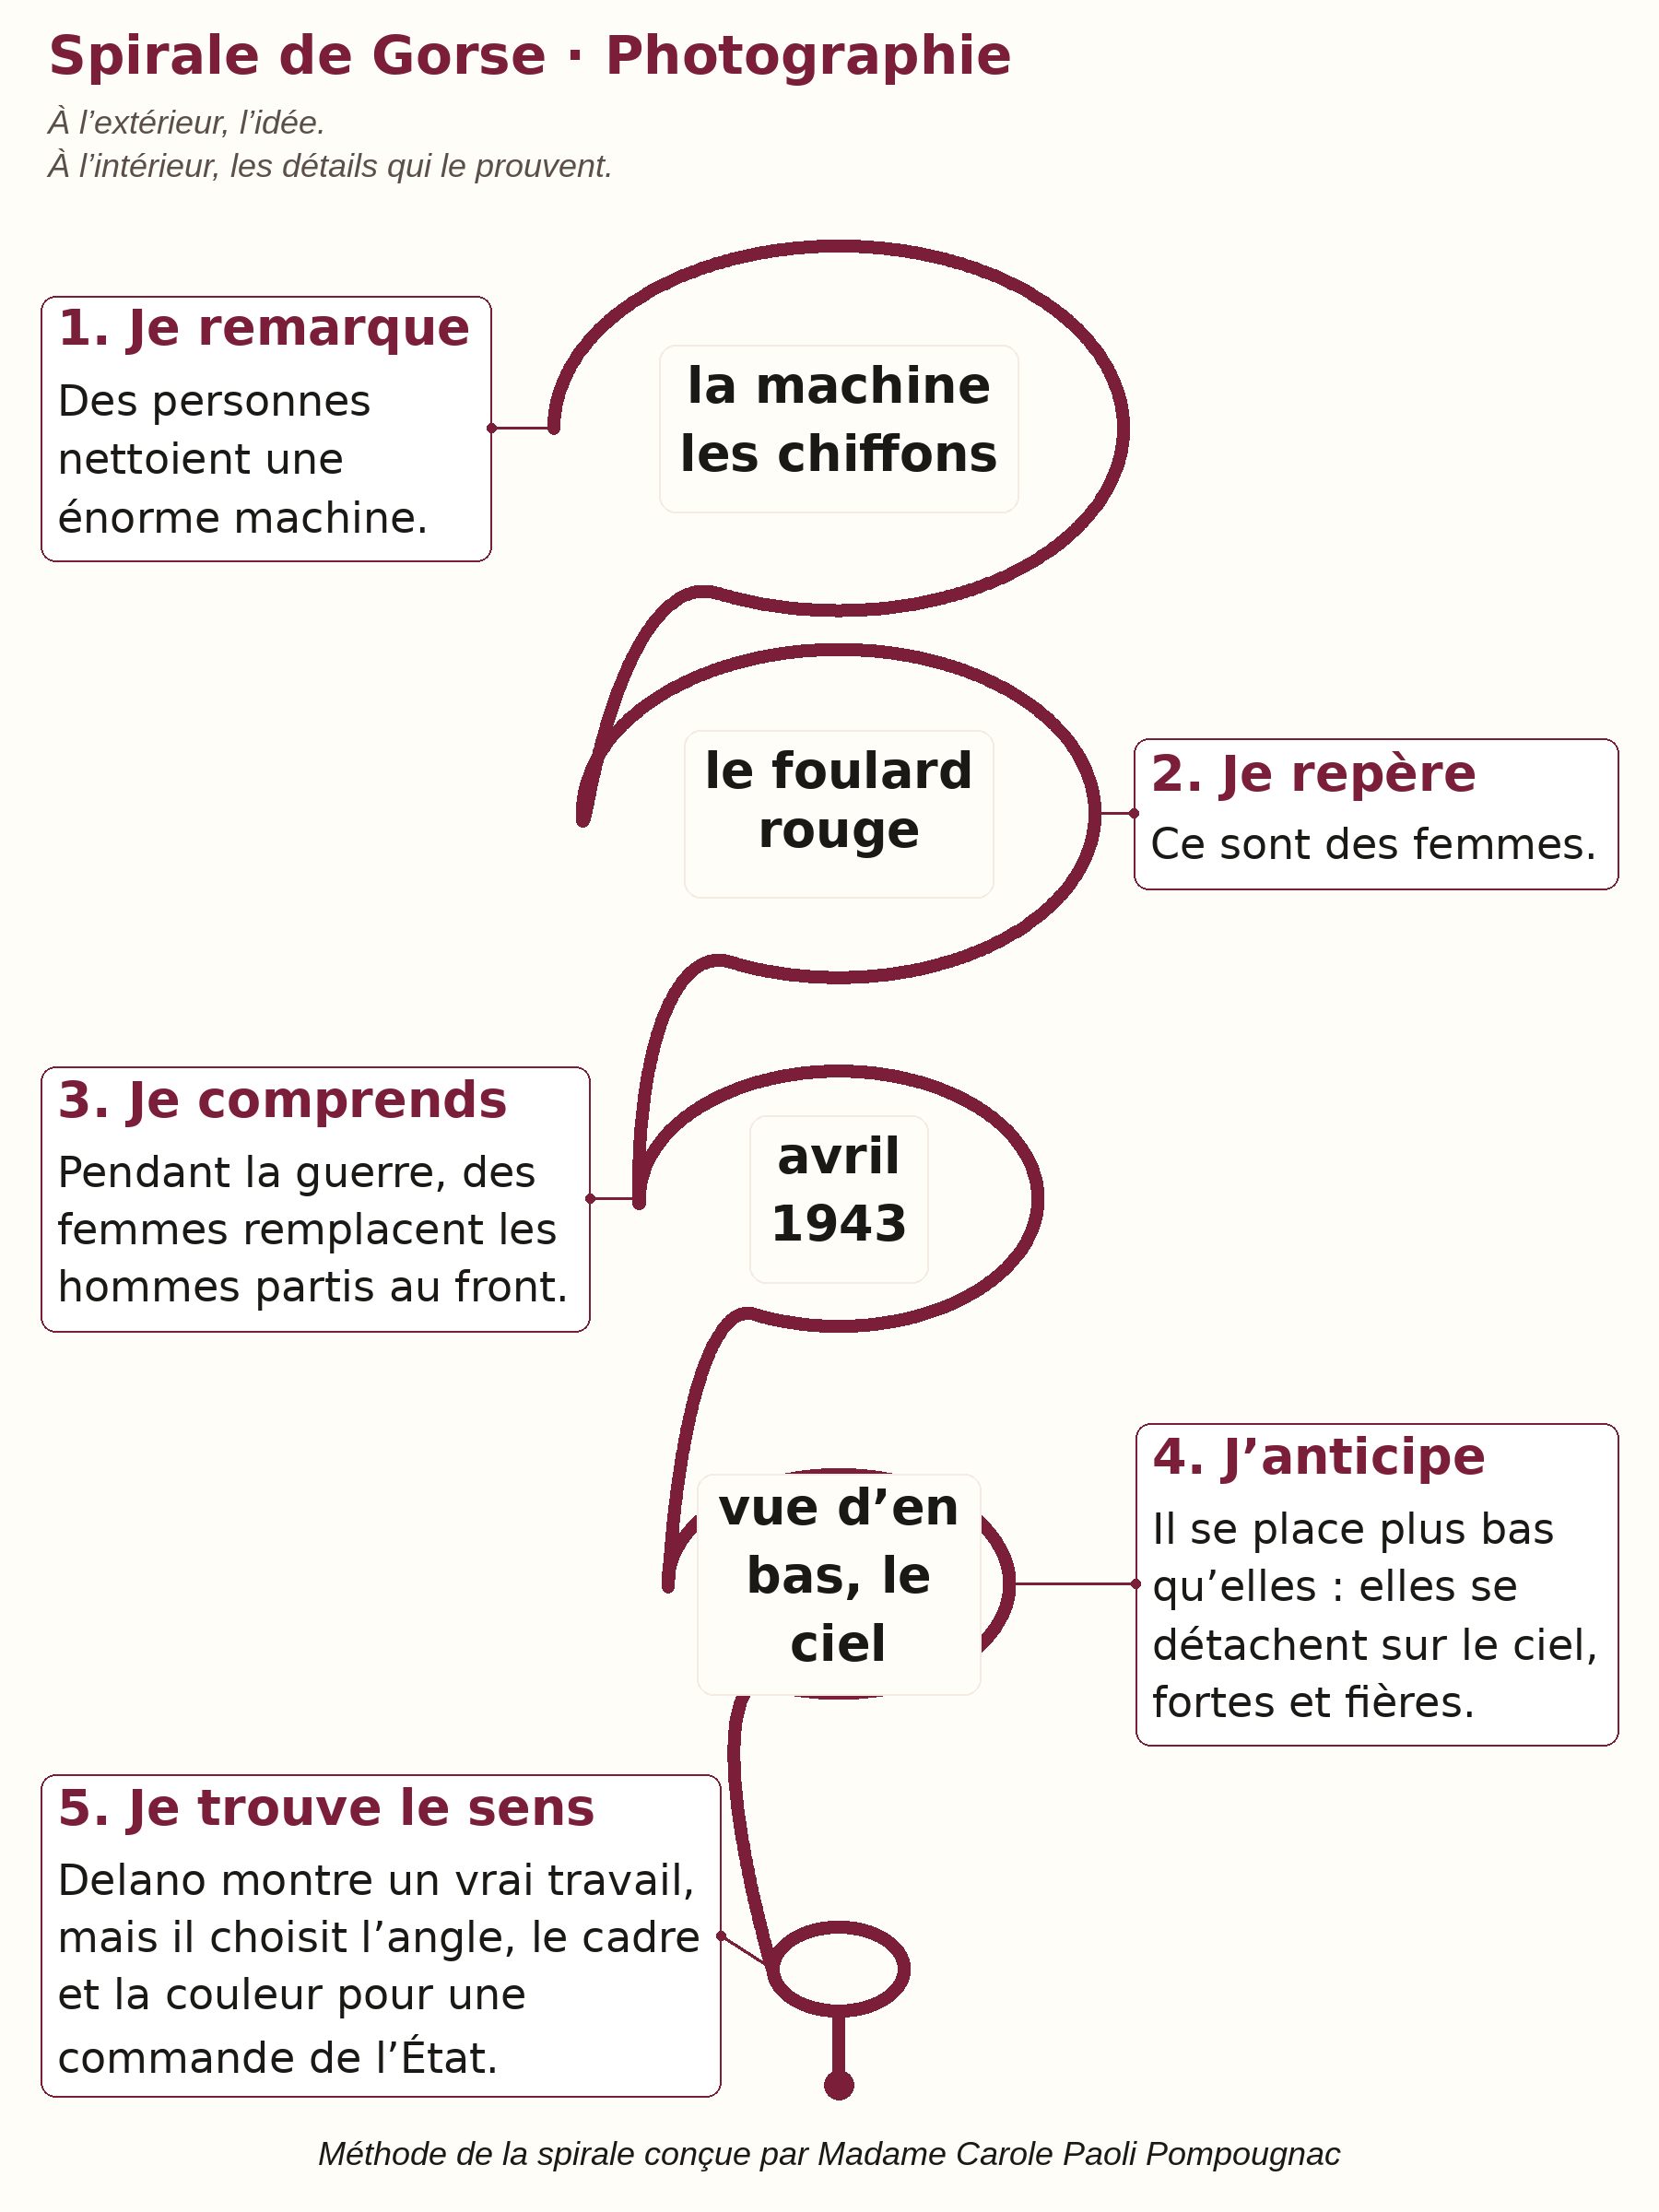 Spirale de Gorse · Photographie
À l’extérieur, l’idée.
À l’intérieur, les détails qui le prouvent.
1. Je remarque
Des personnes
nettoient une
énorme machine.
la machine
les chiffons
le foulard
rouge
2. Je repère
Ce sont des femmes.
3. Je comprends
Pendant la guerre, des
femmes remplacent les
hommes partis au front.
avril
1943
vue d’en
bas, le
ciel
4. J’anticipe
Il se place plus bas
qu’elles : elles se
détachent sur le ciel,
fortes et fières.
5. Je trouve le sens
Delano montre un vrai travail,
mais il choisit l’angle, le cadre
et la couleur pour une
commande de l’État.
Méthode de la spirale conçue par Madame Carole Paoli Pompougnac